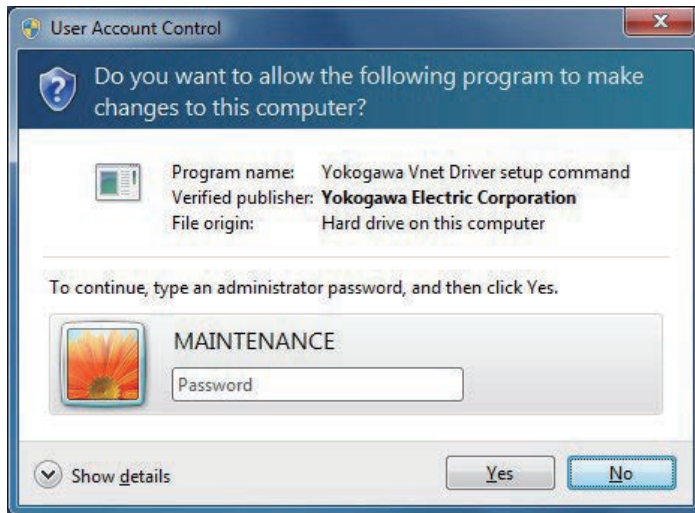 User Account Control
Do you want to allow the following program to make
changes to this computer?
Program name: Yokogawa Vnet Driver setup command
Verified publisher: Yokogawa Electric Corporation
File origin: Hard drive on this computer
To continue, type an administrator password, and then click Yes.
MAINTENANCE
Password
Show details
Yes
No